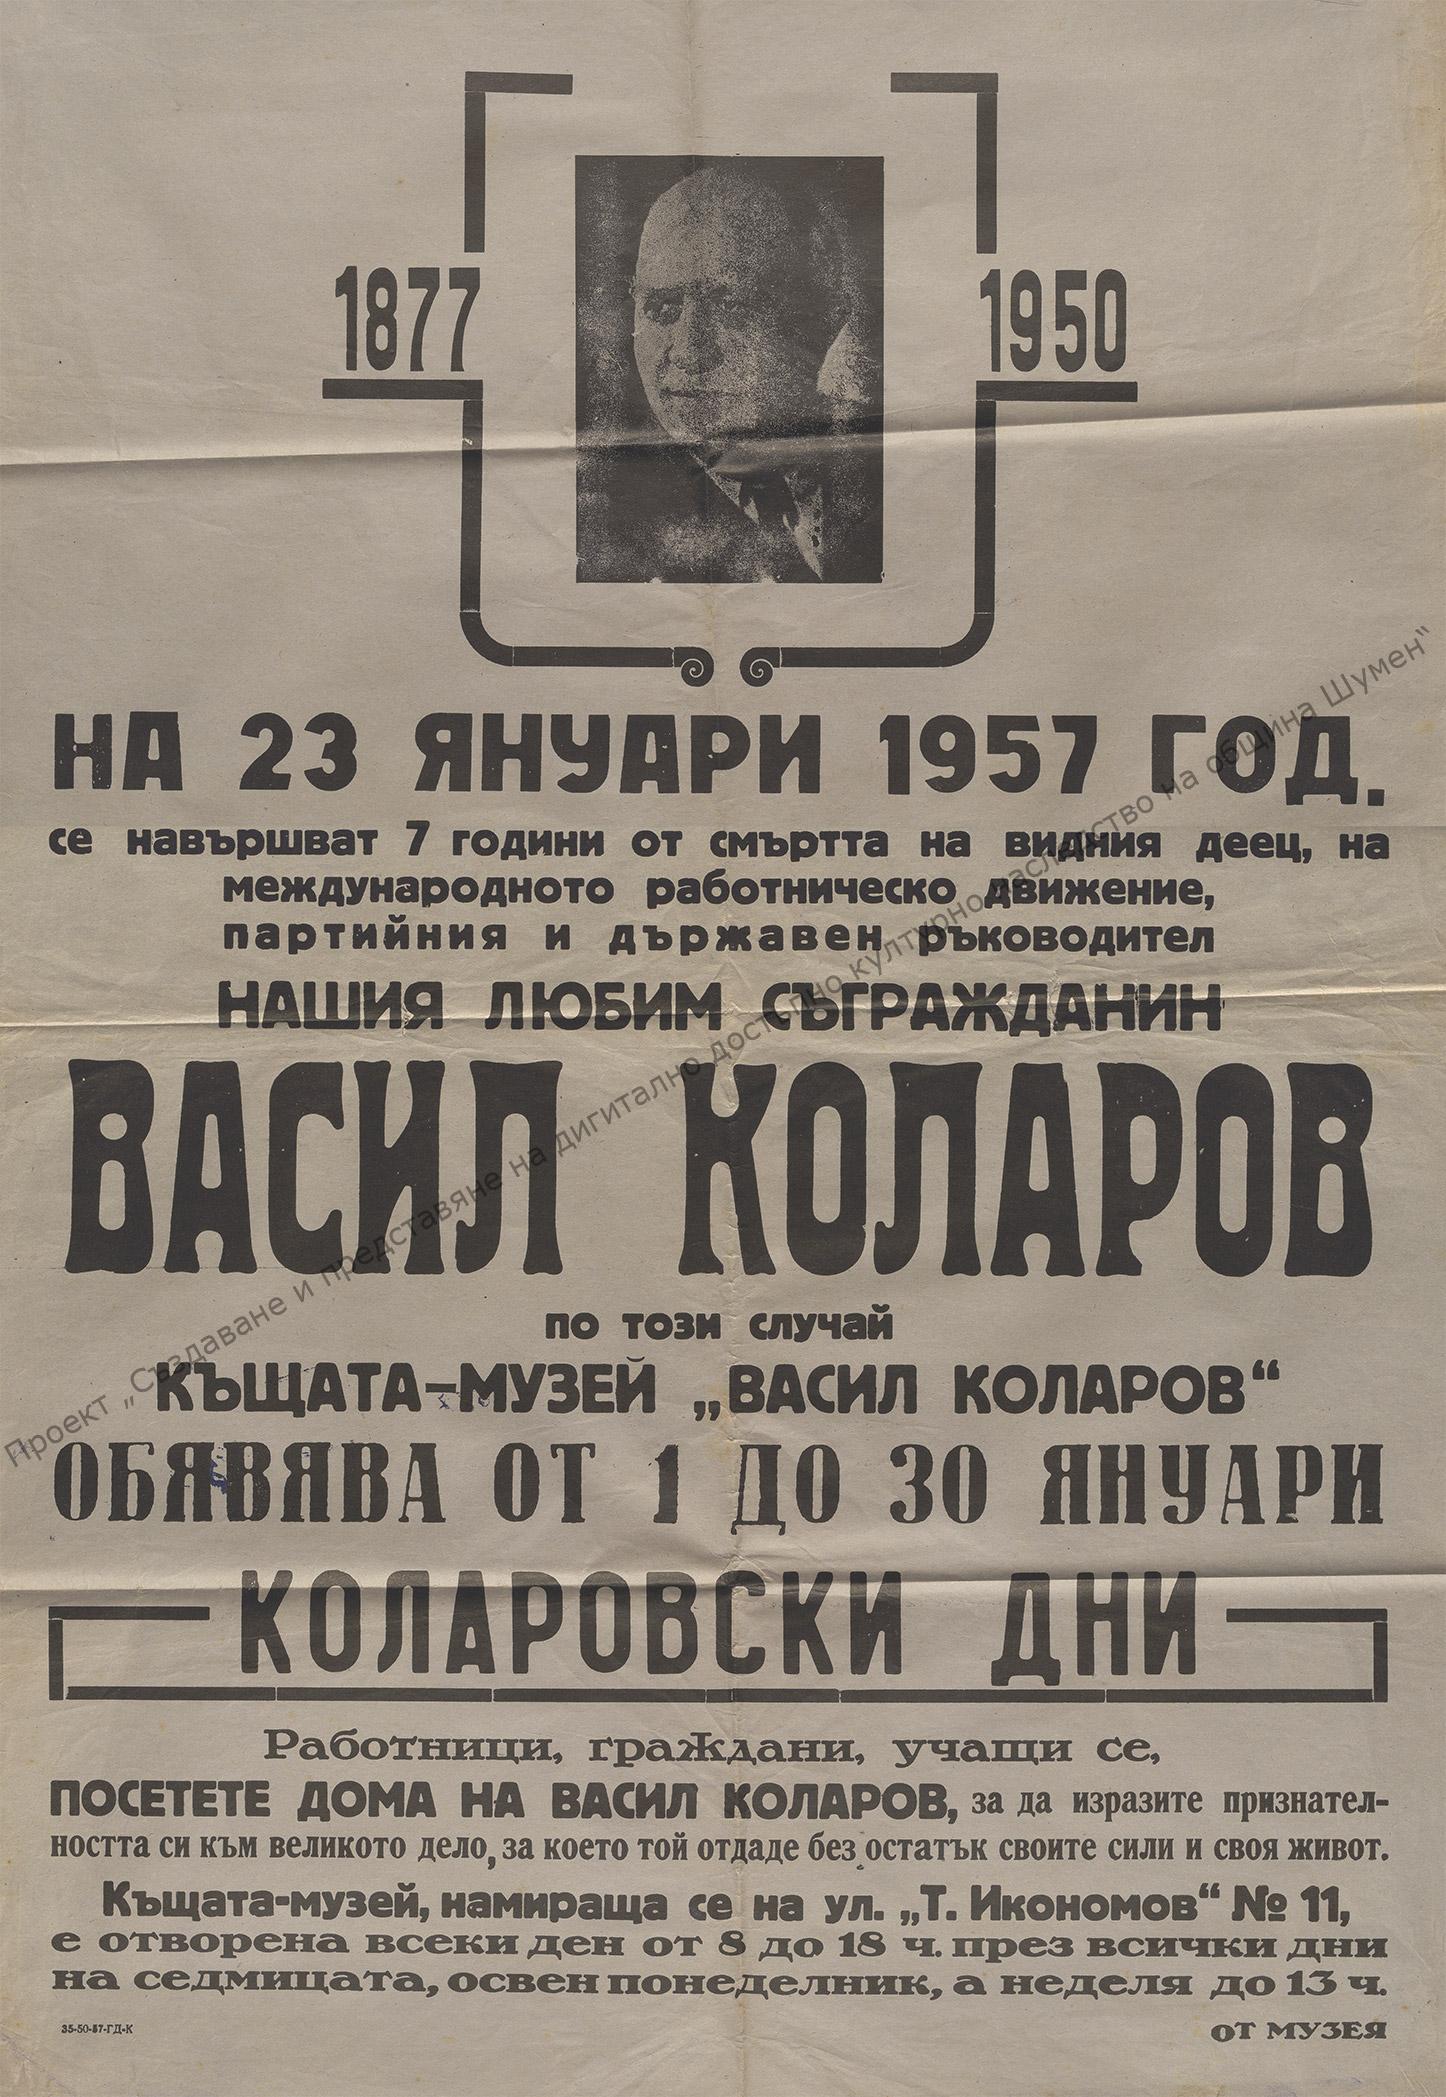 1877
1950
НА 23 ЯНУАРИ 1957 ГОД.
се навършват 7 години от смъртта на видния деец, на
международното работническо движение,
партийния и държавен ръководител
НАШИЯ ЛЮБИМ СЪГРАЖДАНИН
ВАСИЛ КОЛАРОВ
по този случай
КЪЩАТА-МУЗЕЙ „ВАСИЛ КОЛАРОВ“
ОБЯВЯВА ОТ 1 ДО 30 ЯНУАРИ
КОЛАРОВСКИ ДНИ
Работници, граждани, учащи се,
ПОСЕТЕТЕ ДОМА НА ВАСИЛ КОЛАРОВ, за да изразите признател-
ността си към великото дело, за което той отдаде без остатък своите сили и своя живот.
Къщата-музей, намираща се на ул. „Т. Икономов“ № 11,
е отворена всеки ден от 8 до 18 ч. през всички дни
на седмицата, освен понеделник, а неделя до 13 ч.
35-50-57-ГД-К
ОТ МУЗЕЯ
Проект „Създаване и представяне на дигитално достъпно културно наследство на община Шумен“